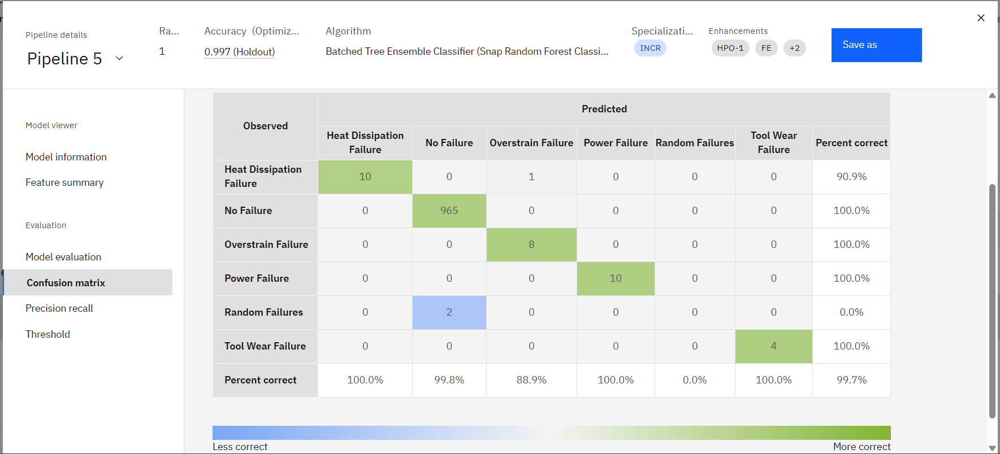 Pipeline details
Pipeline 5
Ra...
1
Accuracy (Optimiz...
0.997 (Holdout)
Algorithm
Batched Tree Ensemble Classifier (Snap Random Forest Classi...
Specializati...
INCR
Enhancements
HPO-1 FE +2
Save as
Model viewer
Model information
Feature summary
Evaluation
Model evaluation
Confusion matrix
Precision recall
Threshold
Observed
Predicted
Heat Dissipation Failure No Failure Overstrain Failure Power Failure Random Failures Tool Wear Failure Percent correct
Heat Dissipation Failure 10 0 1 0 0 0 90.9%
No Failure 0 965 0 0 0 0 100.0%
Overstrain Failure 0 0 8 0 0 0 100.0%
Power Failure 0 0 0 10 0 0 100.0%
Random Failures 0 2 0 0 0 0 0.0%
Tool Wear Failure 0 0 0 0 0 4 100.0%
Percent correct 100.0% 99.8% 88.9% 100.0% 0.0% 100.0% 99.7%
Less correct More correct